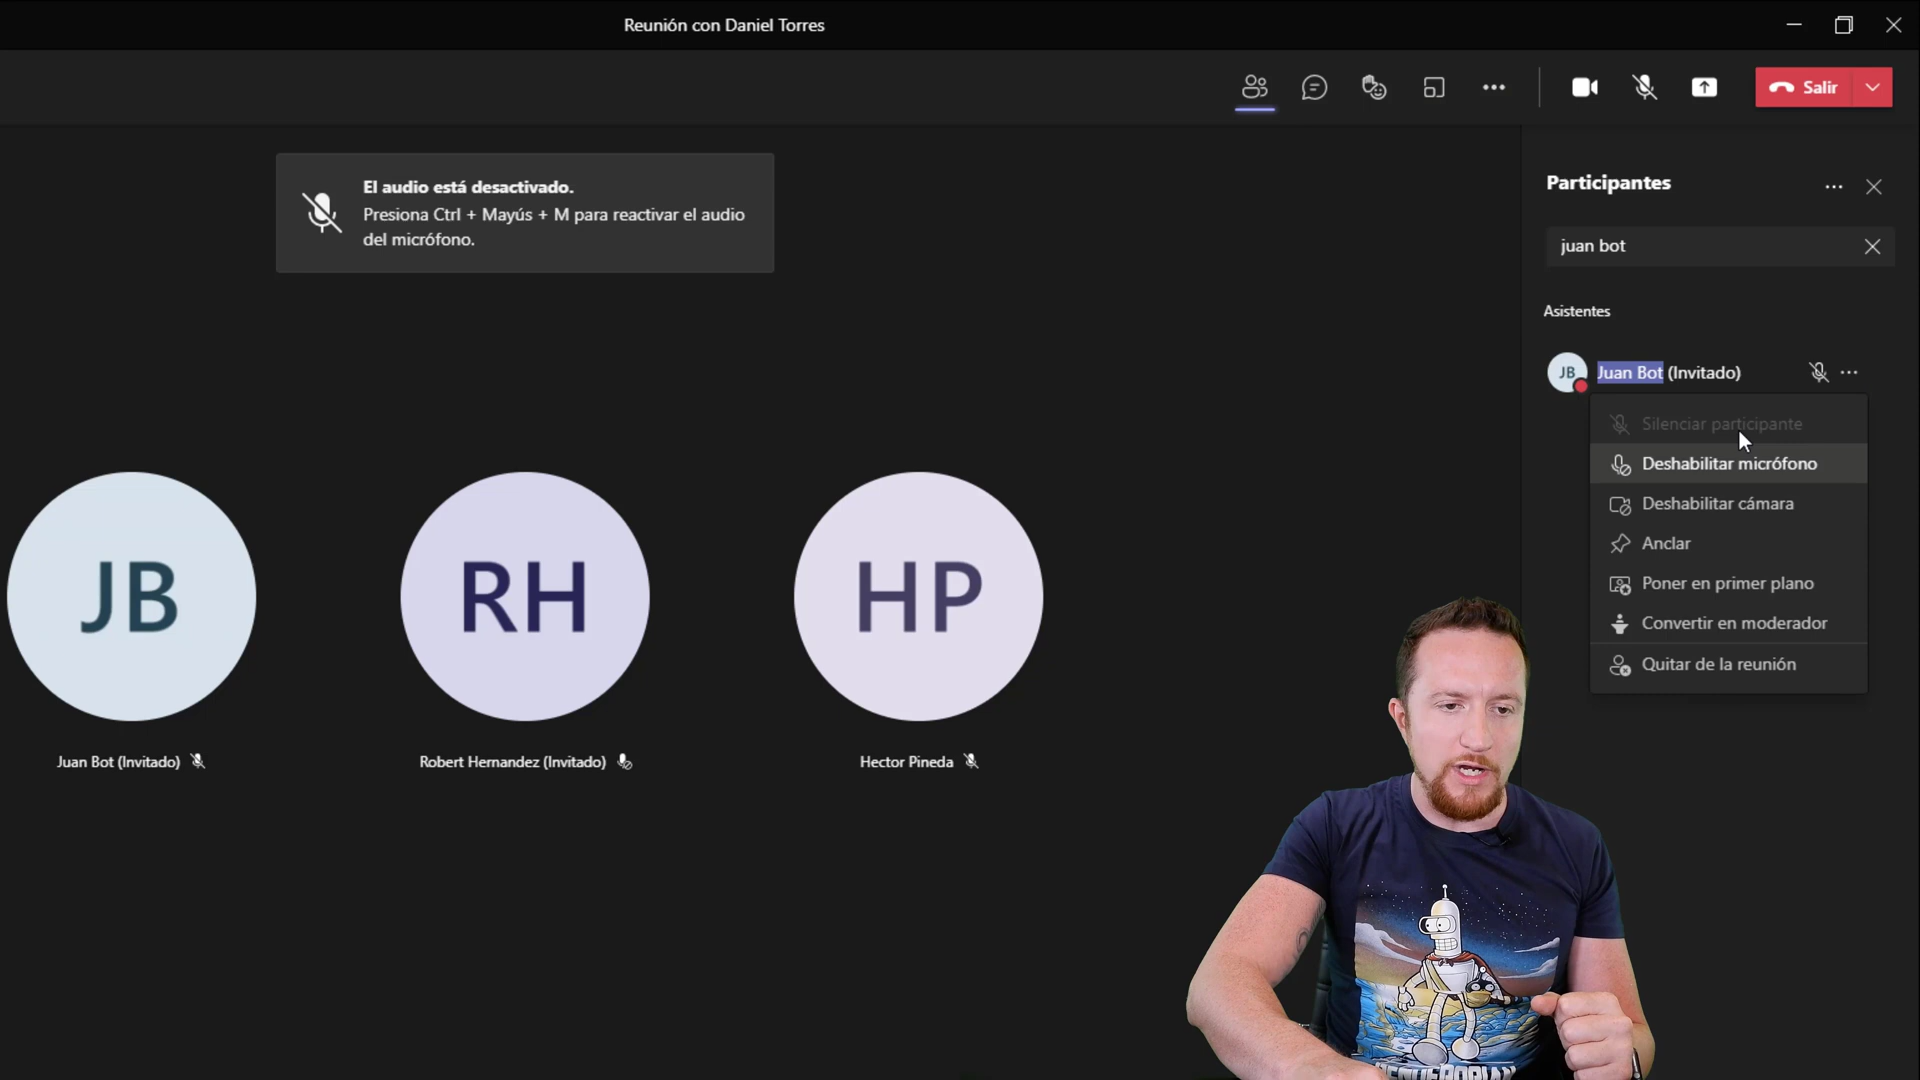 Reunión con Daniel Torres
Salir
El audio está desactivado.
Presiona Ctrl + Mayús + M para reactivar el audio
del micrófono.
Participantes
juan bot
Asistentes
JB
Juan Bot (Invitado)
Silenciar participante
Deshabilitar micrófono
Deshabilitar cámara
Anclar
Poner en primer plano
Convertir en moderador
Quitar de la reunión
JB
RH
HP
Juan Bot (Invitado)
Robert Hernandez (Invitado)
Hector Pineda